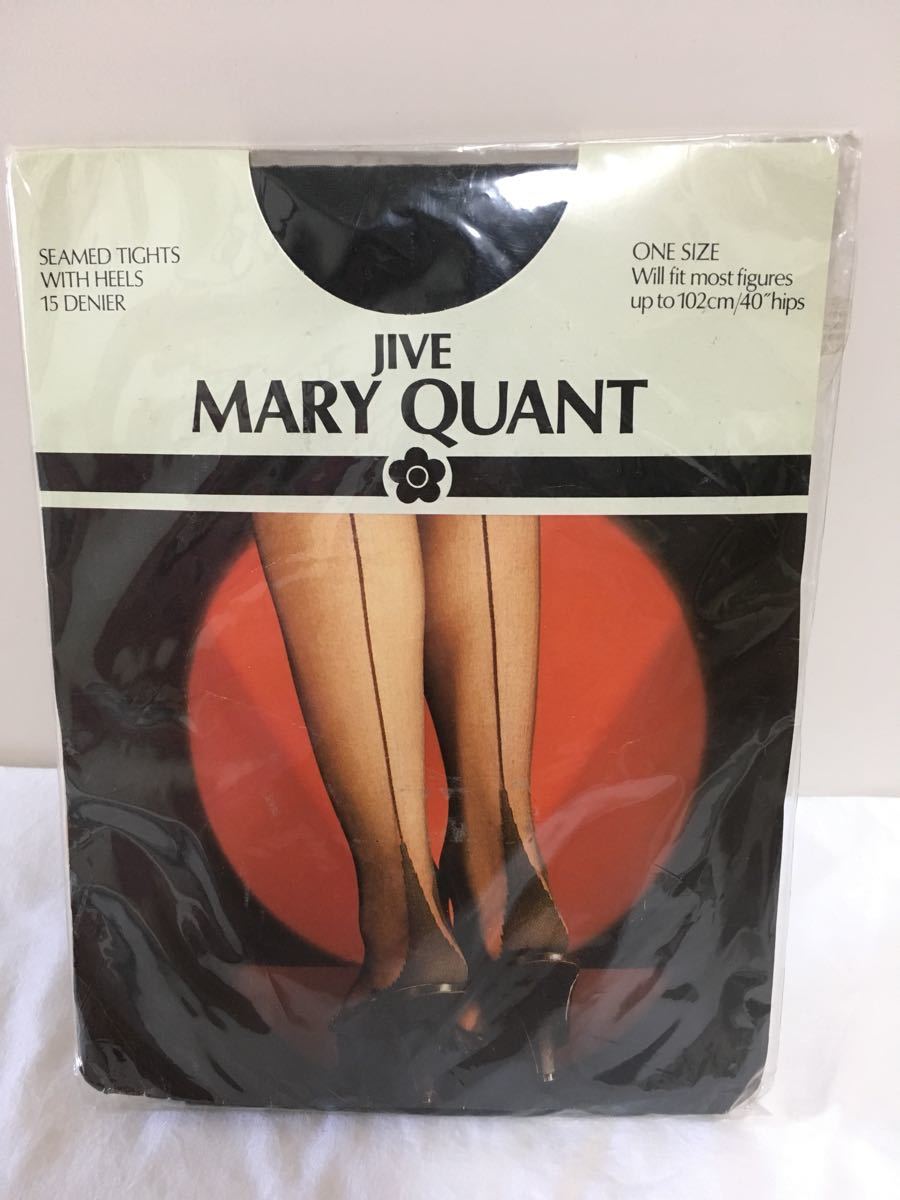 SEAMED TIGHTS
WITH HEELS
15 DENIER
ONE SIZE
Will fit most figures
up to 102cm/40˝hips
JIVE
MARY QUANT